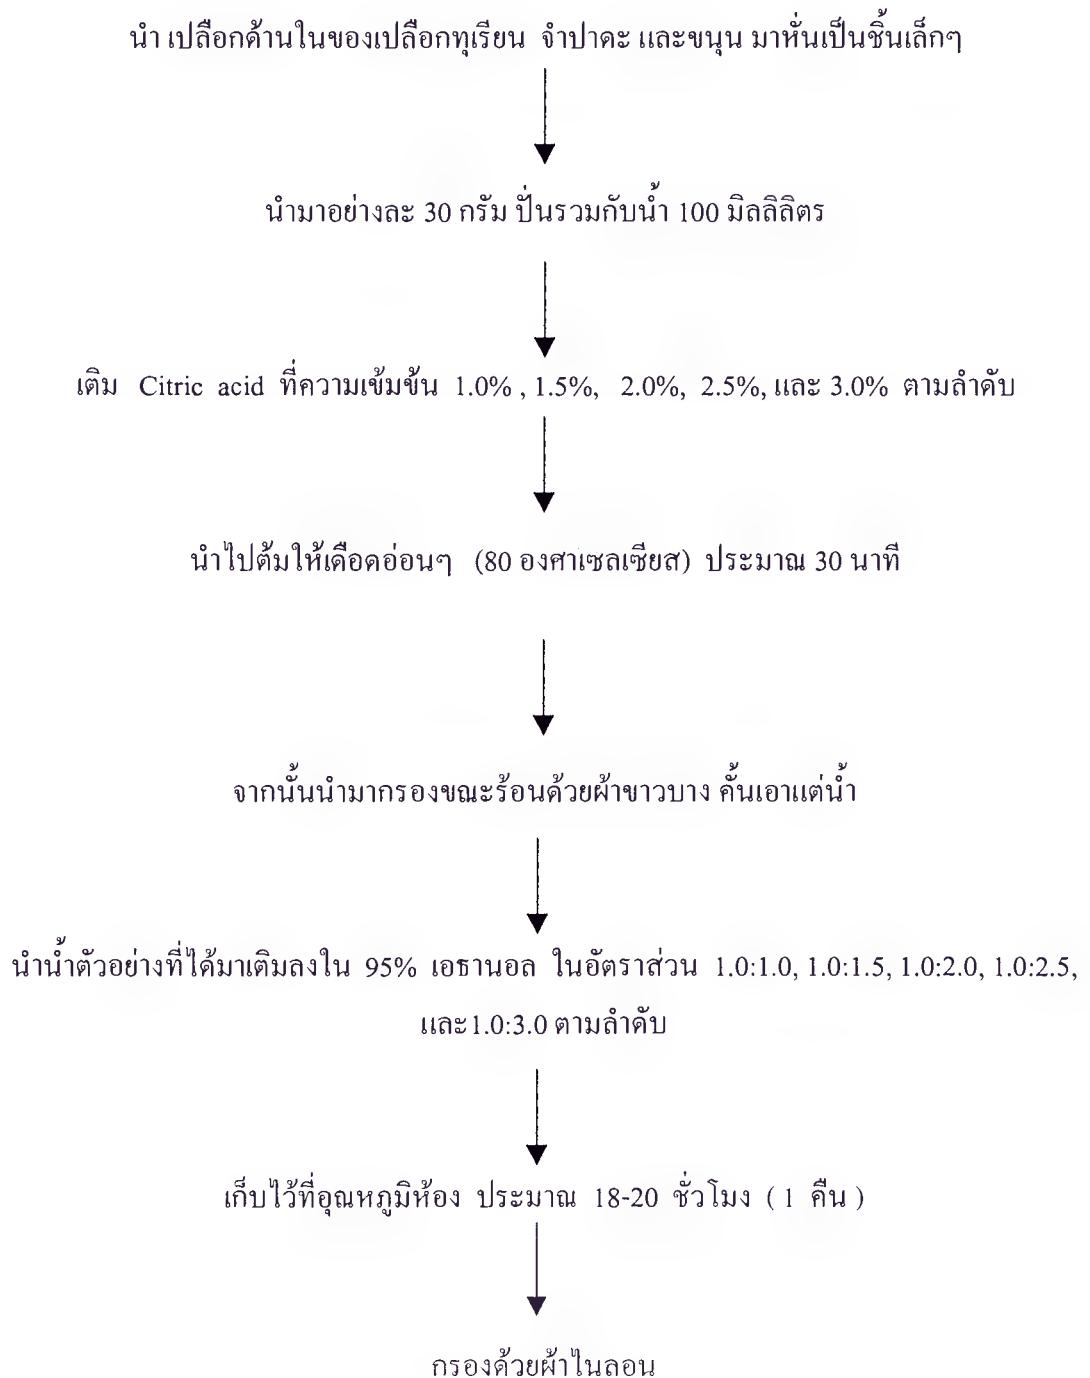 นำ เปลือกด้านในของเปลือกทุเรียน จำปาดะ และขนุน มาหั่นเป็นชิ้นเล็กๆ
นำมาอย่างละ 30 กรัม ปั่นรวมกับน้ำ 100 มิลลิลิตร
เติม Citric acid ที่ความเข้มข้น 1.0% , 1.5%, 2.0%, 2.5%, และ 3.0% ตามลำดับ
นำไปต้มให้เดือดอ่อนๆ (80 องศาเซลเซียส) ประมาณ 30 นาที
จากนั้นนำมากรองขณะร้อนด้วยผ้าขาวบาง คั้นเอาแต่น้ำ
นำน้ำตัวอย่างที่ได้มาเติมลงใน 95% เอธานอล ในอัตราส่วน 1.0:1.0, 1.0:1.5, 1.0:2.0, 1.0:2.5,
และ1.0:3.0 ตามลำดับ
เก็บไว้ที่อุณหภูมิห้อง ประมาณ 18-20 ชั่วโมง ( 1 คืน )
กรองด้วยผ้าไนลอน